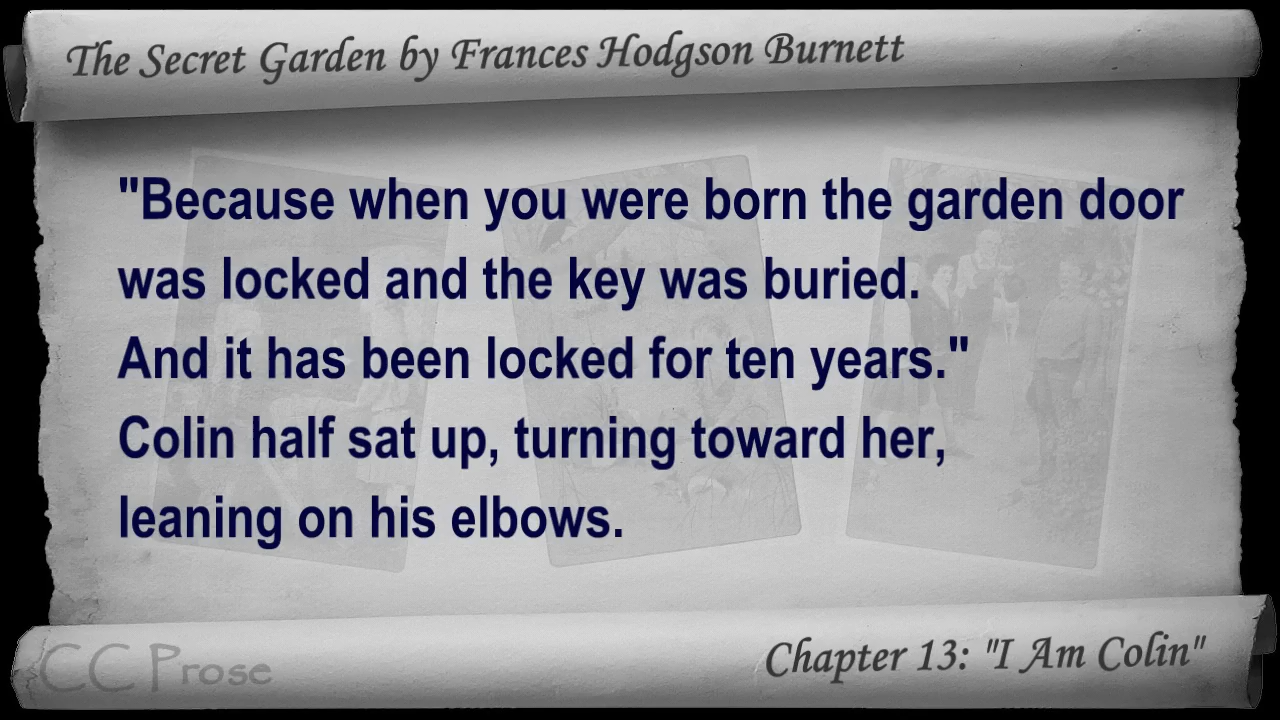 The Secret Garden by Frances Hodgson Burnett
"Because when you were born the garden door
was locked and the key was buried.
And it has been locked for ten years."
Colin half sat up, turning toward her,
leaning on his elbows.
CC Prose
Chapter 13: "I Am Colin"